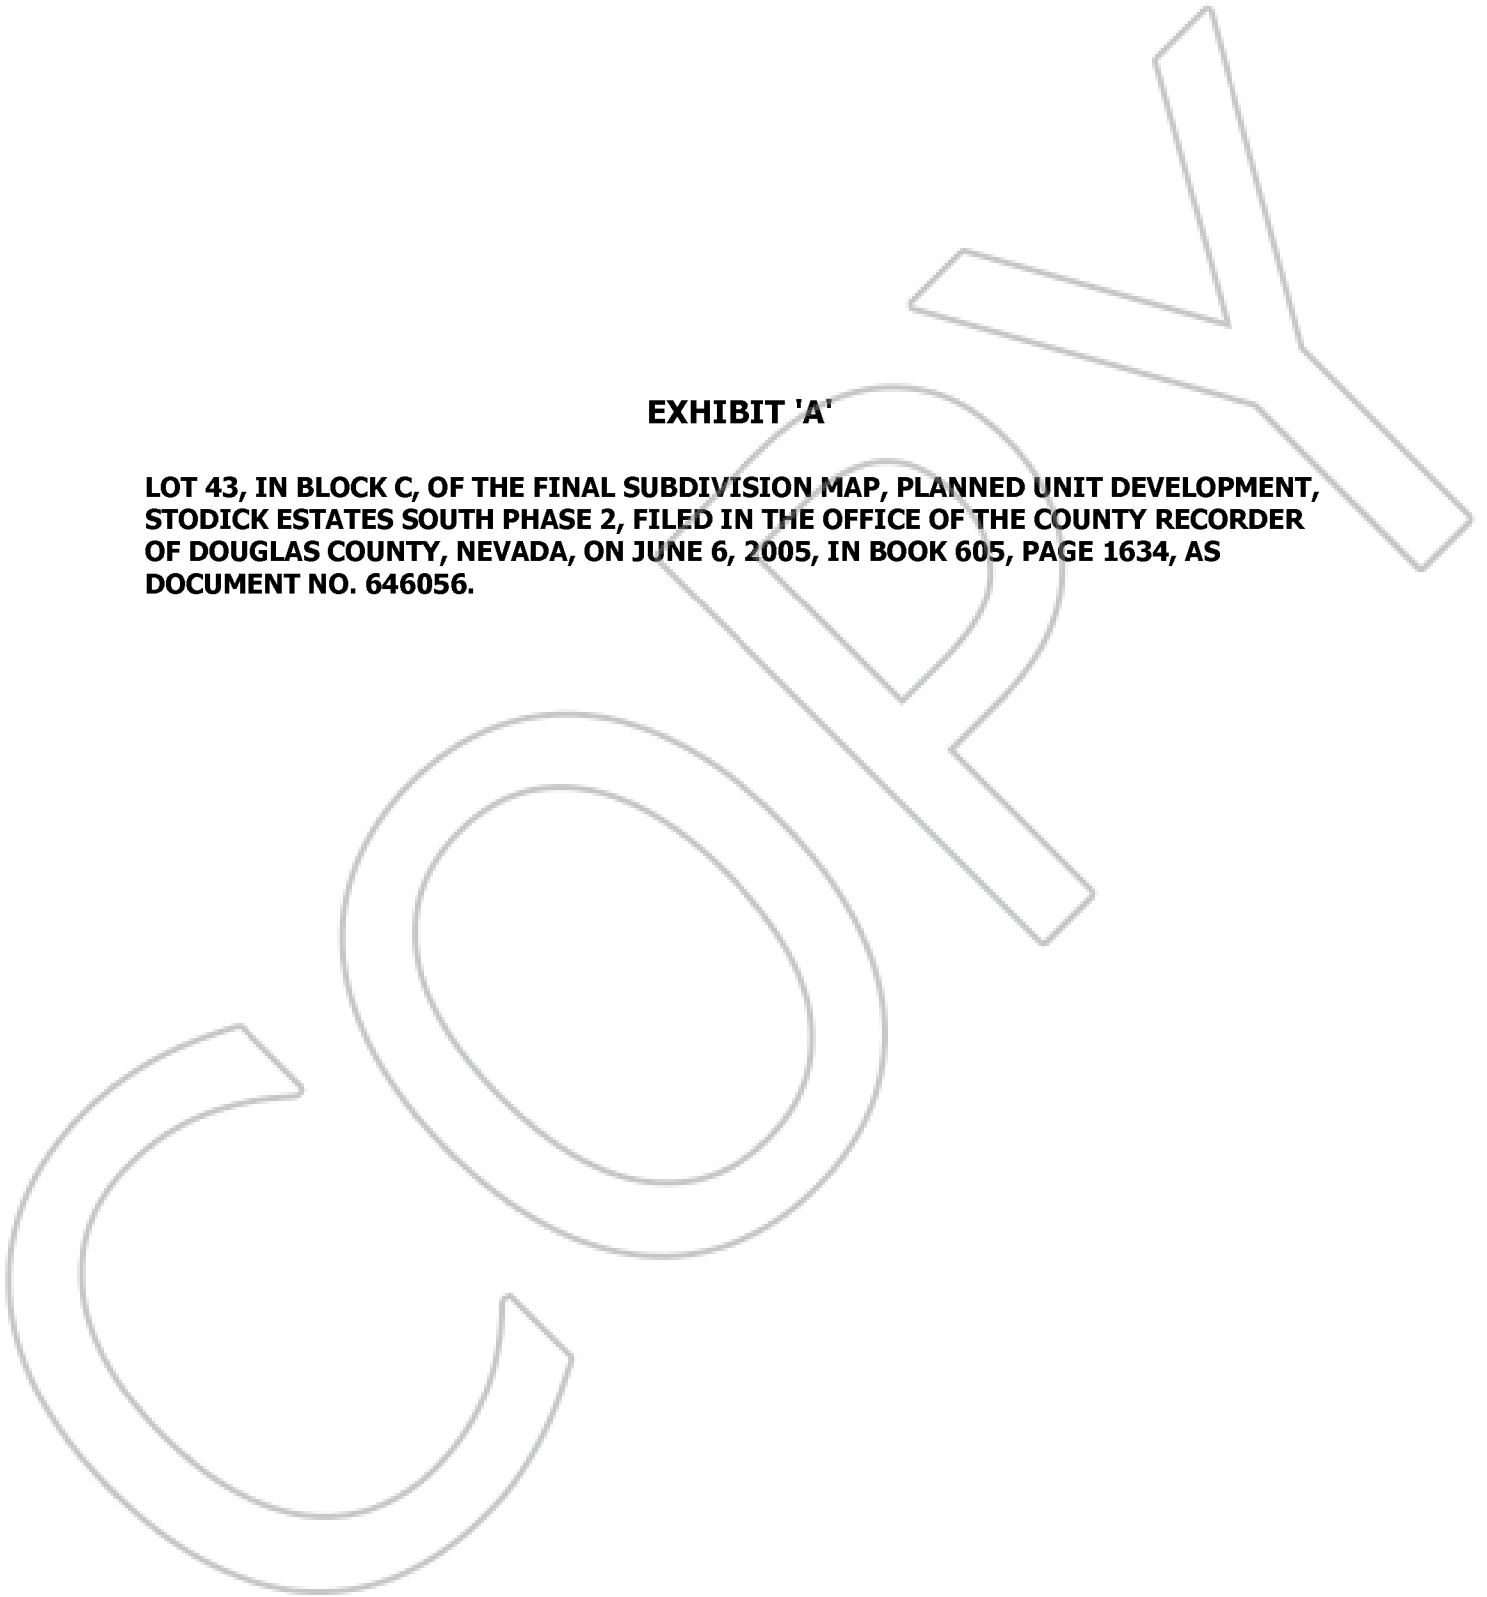 EXHIBIT 'A'
LOT 43, IN BLOCK C, OF THE FINAL SUBDIVISION MAP, PLANNED UNIT DEVELOPMENT,
STODICK ESTATES SOUTH PHASE 2, FILED IN THE OFFICE OF THE COUNTY RECORDER
OF DOUGLAS COUNTY, NEVADA, ON JUNE 6, 2005, IN BOOK 605, PAGE 1634, AS
DOCUMENT NO. 646056.
COPY